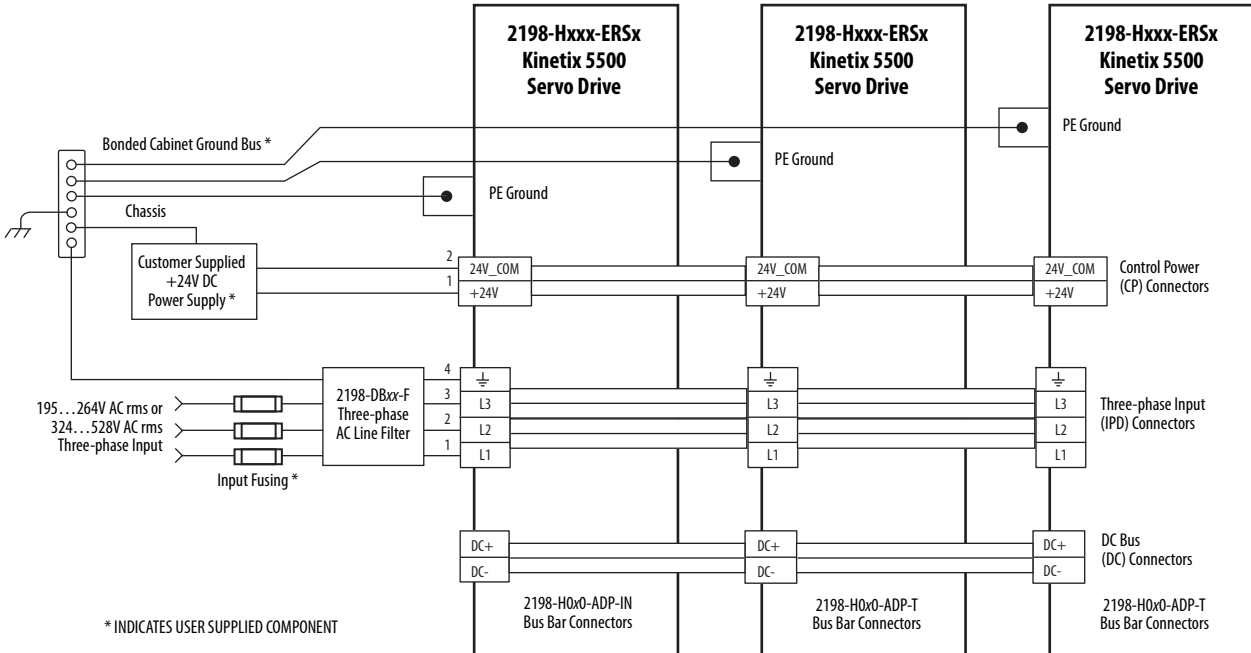 2198-Hxxx-ERSx
Kinetix 5500
Servo Drive
2198-Hxxx-ERSx
Kinetix 5500
Servo Drive
2198-Hxxx-ERSx
Kinetix 5500
Servo Drive
Bonded Cabinet Ground Bus *
PE Ground
PE Ground
PE Ground
Chassis
Customer Supplied
+24V DC
Power Supply *
2
1
24V_COM
+24V
24V_COM
+24V
24V_COM
+24V
Control Power
(CP) Connectors
195...264V AC rms or
324...528V AC rms
Three-phase Input
Input Fusing *
2198-DBxx-F
Three-phase
AC Line Filter
4
3
2
1
L3
L2
L1
L3
L2
L1
L3
L2
L1
Three-phase Input
(IPD) Connectors
DC+
DC-
DC+
DC-
DC+
DC-
DC Bus
(DC) Connectors
2198-H0x0-ADP-IN
Bus Bar Connectors
2198-H0x0-ADP-T
Bus Bar Connectors
2198-H0x0-ADP-T
Bus Bar Connectors
* INDICATES USER SUPPLIED COMPONENT